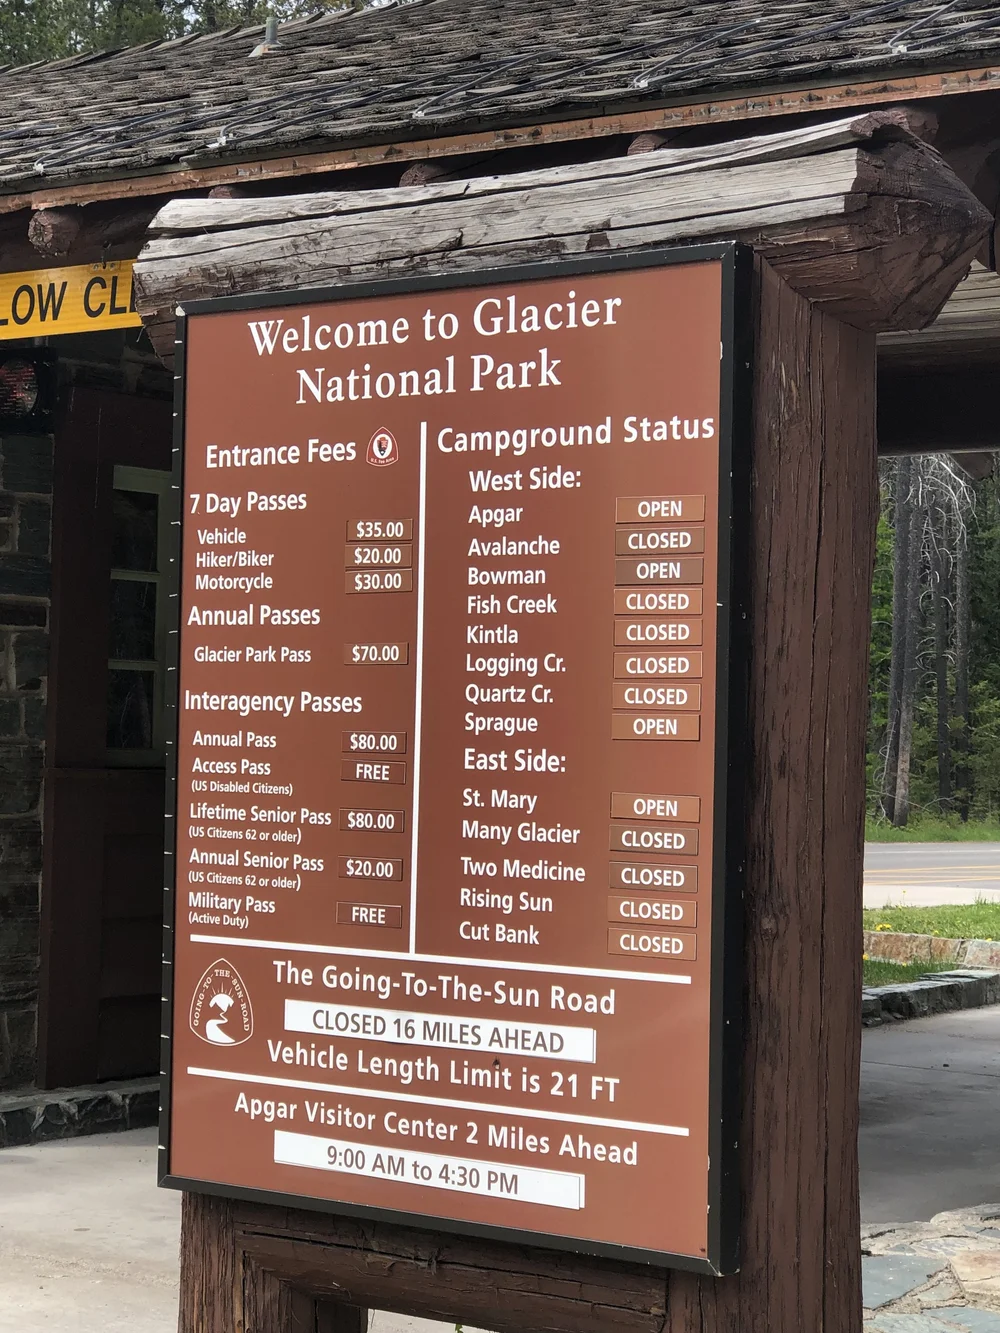 LOW CL
Welcome to Glacier
National Park
Entrance Fees
7 Day Passes
Vehicle $35.00
Hiker/Biker $20.00
Motorcycle $30.00
Annual Passes
Glacier Park Pass $70.00
Interagency Passes
Annual Pass $80.00
Access Pass FREE
(US Disabled Citizens)
Lifetime Senior Pass $80.00
(US Citizens 62 or older)
Annual Senior Pass $20.00
(US Citizens 62 or older)
Military Pass FREE
(Active Duty)
Campground Status
West Side:
Apgar OPEN
Avalanche CLOSED
Bowman OPEN
Fish Creek CLOSED
Kintla CLOSED
Logging Cr. CLOSED
Quartz Cr. CLOSED
Sprague OPEN
East Side:
St. Mary OPEN
Many Glacier CLOSED
Two Medicine CLOSED
Rising Sun CLOSED
Cut Bank CLOSED
GOING-TO-THE-SUN-ROAD
The Going-To-The-Sun Road
CLOSED 16 MILES AHEAD
Vehicle Length Limit is 21 FT
Apgar Visitor Center 2 Miles Ahead
9:00 AM to 4:30 PM